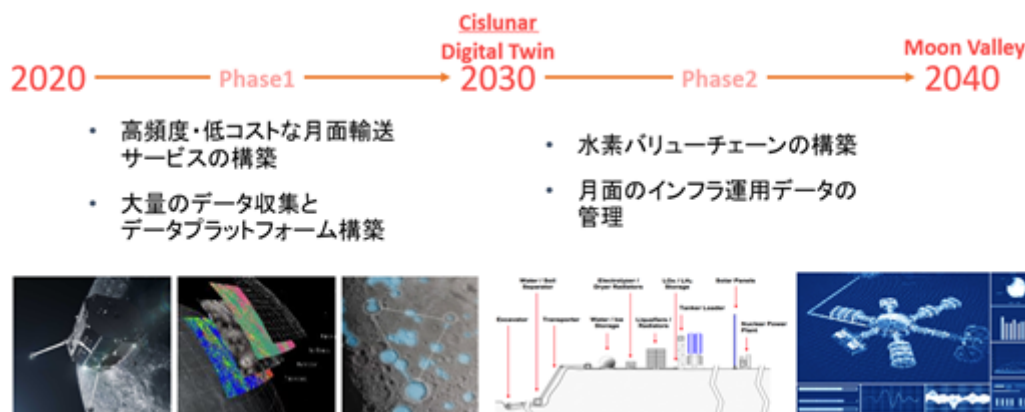 Cislunar
Digital Twin
Moon Valley
2020
Phase1
2030
Phase2
2040
• 高頻度・低コストな月面輸送
サービスの構築
• 大量のデータ収集と
データプラットフォーム構築
• 水素バリューチェーンの構築
• 月面のインフラ運用データの
管理
Water / Soil
Separator
Electrolyzer /
Dryer Radiators
LOx / LH₂
Storage
Solar Panels
Tanker Loader
Excavator
Transporter
Water / Ice
Storage
Liquefiers /
Radiators
Nuclear Power
Plant